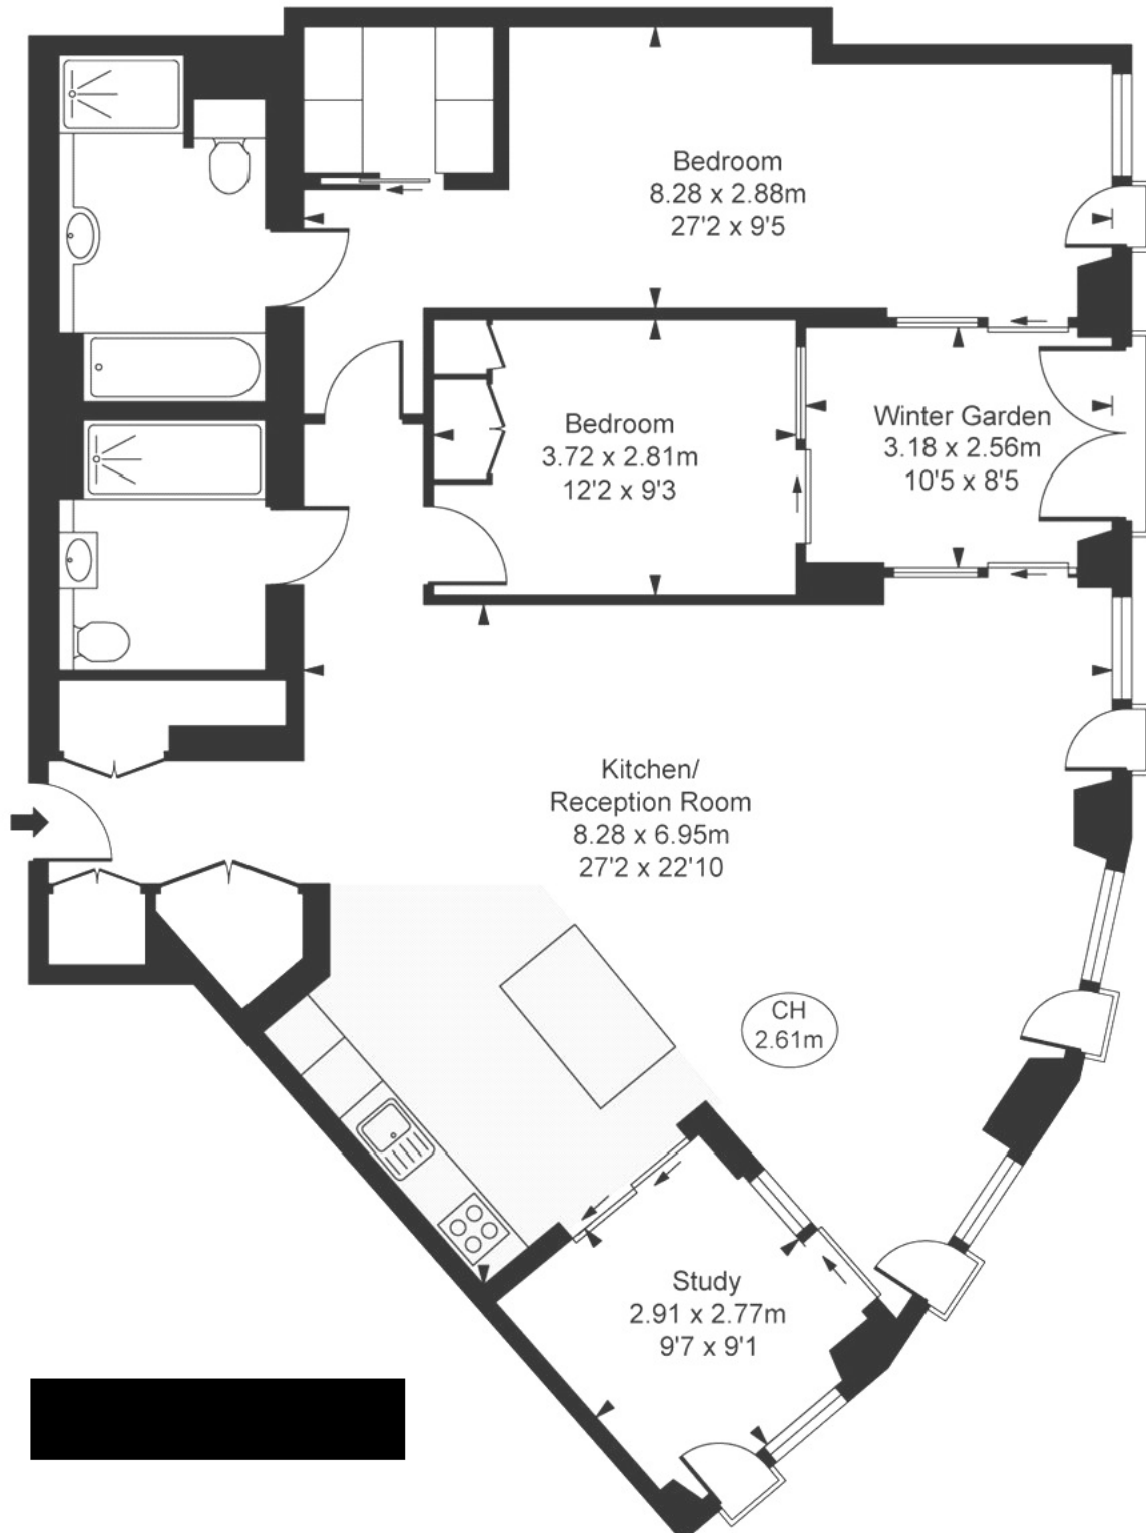 Bedroom
8.28 x 2.88m
27'2 x 9'5
Bedroom
3.72 x 2.81m
12'2 x 9'3
Winter Garden
3.18 x 2.56m
10'5 x 8'5
Kitchen/
Reception Room
8.28 x 6.95m
27'2 x 22'10
CH
2.61m
Study
2.91 x 2.77m
9'7 x 9'1